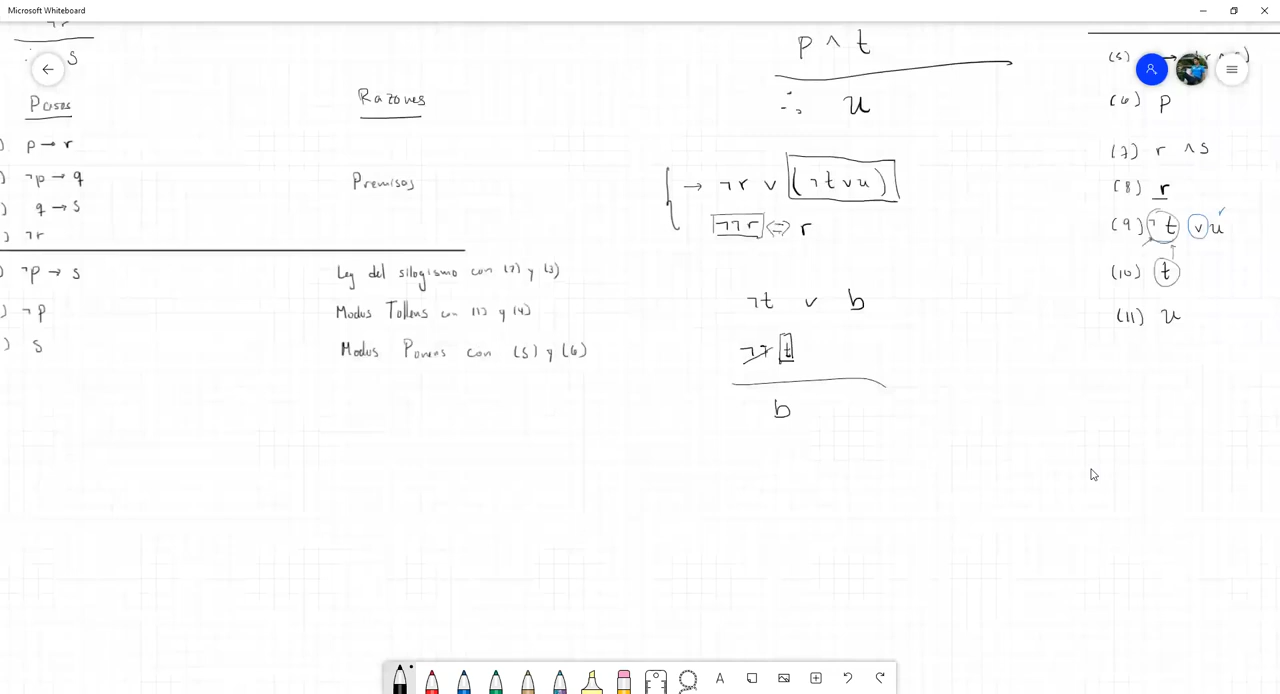 Microsoft Whiteboard
¬r
∴ s
Pasos
Razones
) p → r
) ¬p → q
Premisas
) q → s
) ¬r
) ¬p → s
Ley del silogismo con (2) y (3)
) ¬p
Modus Tollens con (1) y (4)
) s
Modus Ponens con (5) y (6)
p ∧ t
∴ u
→ ¬r ∨ (¬t ∨ u)
¬¬r ⇔ r
¬t ∨ b
¬¬ t
b
(5)
(6) p
(7) r ∧ s
(8) r
(9) ¬t ∨ u
(10) t
(11) u
A